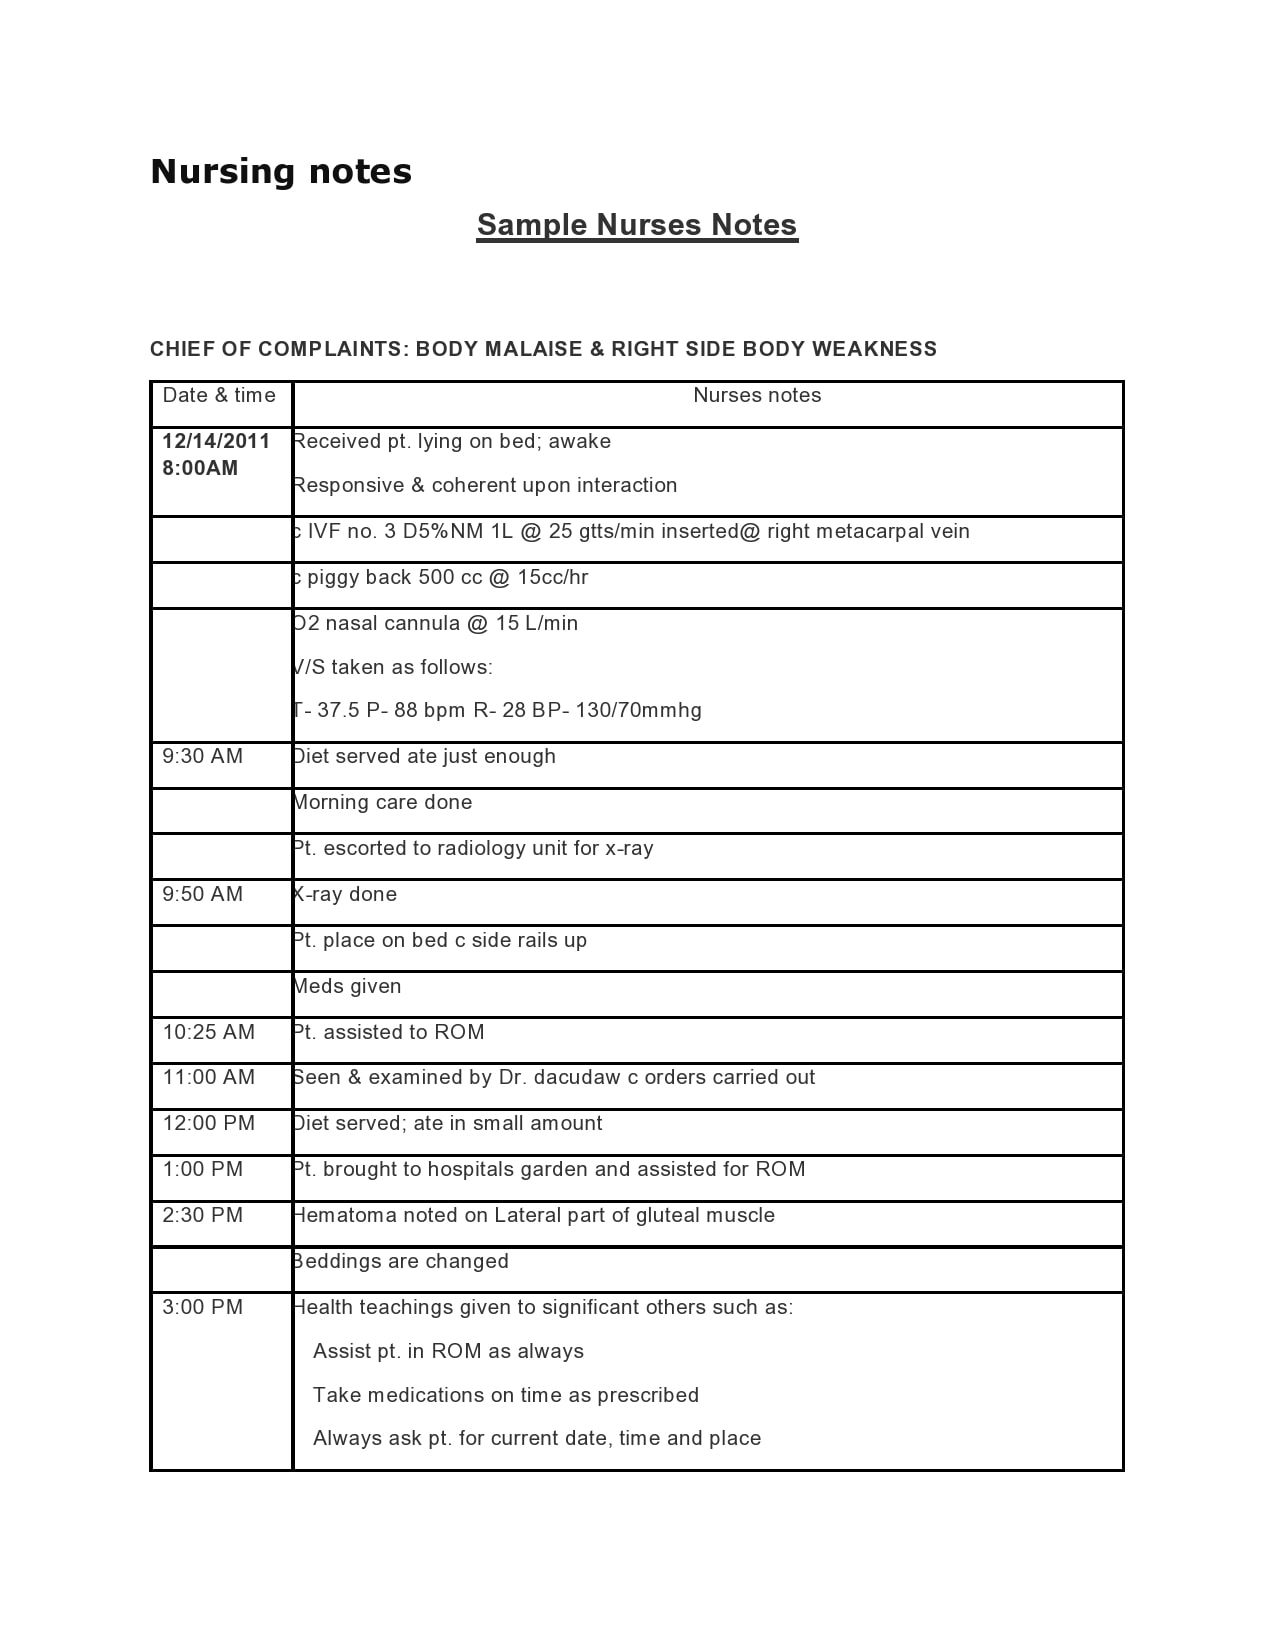 Nursing notes
Sample Nurses Notes
CHIEF OF COMPLAINTS: BODY MALAISE & RIGHT SIDE BODY WEAKNESS
Date & time Nurses notes
12/14/2011 Received pt. lying on bed; awake
8:00AM
Responsive & coherent upon interaction
c IVF no. 3 D5%NM 1L @ 25 gtts/min inserted@ right metacarpal vein
c piggy back 500 cc @ 15cc/hr
O2 nasal cannula @ 15 L/min
V/S taken as follows:
T- 37.5 P- 88 bpm R- 28 BP- 130/70mmhg
9:30 AM Diet served ate just enough
Morning care done
Pt. escorted to radiology unit for x-ray
9:50 AM X-ray done
Pt. place on bed c side rails up
Meds given
10:25 AM Pt. assisted to ROM
11:00 AM Seen & examined by Dr. dacudaw c orders carried out
12:00 PM Diet served; ate in small amount
1:00 PM Pt. brought to hospitals garden and assisted for ROM
2:30 PM Hematoma noted on Lateral part of gluteal muscle
Beddings are changed
3:00 PM Health teachings given to significant others such as:
Assist pt. in ROM as always
Take medications on time as prescribed
Always ask pt. for current date, time and place